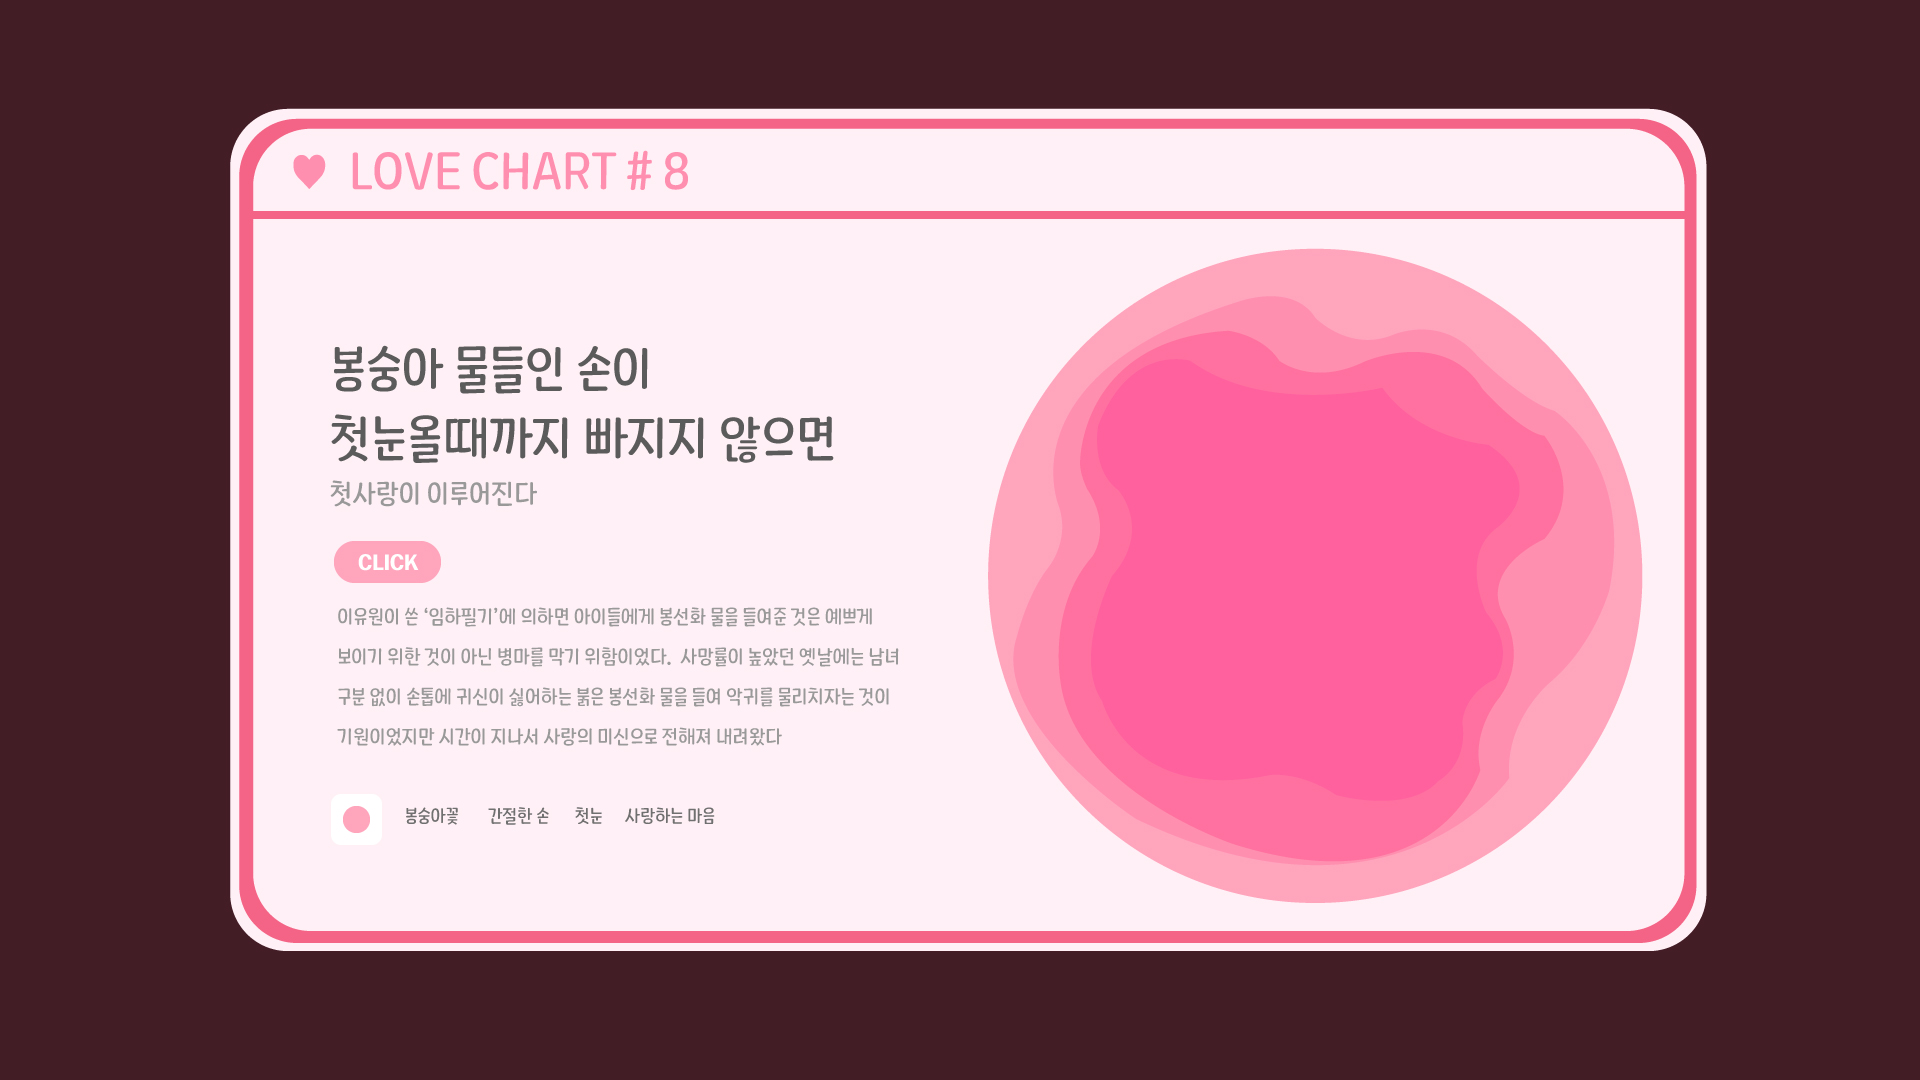 LOVE CHART # 8
봉숭아 물들인 손이
첫눈올때까지 빠지지 않으면
첫사랑이 이루어진다
CLICK
이유원이 쓴 ‘임하필기’에 의하면 아이들에게 봉선화 물을 들여준 것은 예쁘게
보이기 위한 것이 아닌 병마를 막기 위함이었다. 사망률이 높았던 옛날에는 남녀
구분 없이 손톱에 귀신이 싫어하는 붉은 봉선화 물을 들여 악귀를 물리치자는 것이
기원이었지만 시간이 지나서 사랑의 미신으로 전해져 내려왔다
봉숭아꽃 간절한 손 첫눈 사랑하는 마음